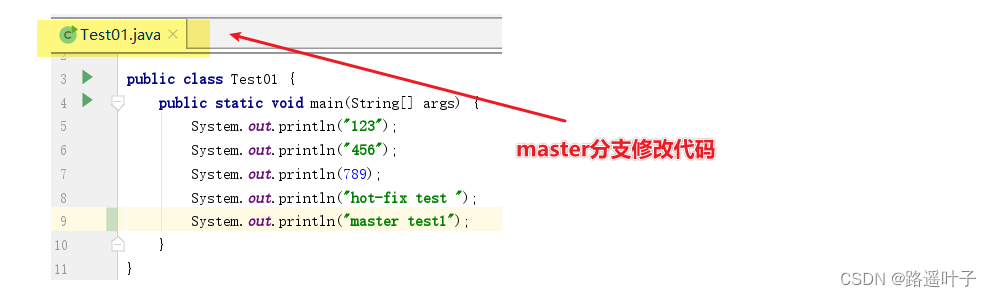 Test01.java
3 public class Test01 {
4 public static void main(String[] args) {
5 System.out.println("123");
6 System.out.println("456");
7 System.out.println(789);
8 System.out.println("hot-fix test ");
9 System.out.println("master test1");
10 }
11 }
master分支修改代码
CSDN @路遥叶子